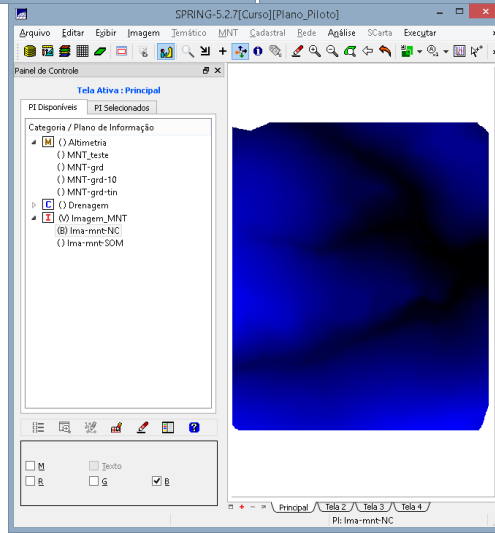 SPRING-5.2.7[Curso][Plano_Piloto]
Arquivo Editar Exibir Imagem Temático MNT Cadastral Rede Análise SCarta Executar
Painel de Controle
Tela Ativa : Principal
PI Disponíveis PI Selecionados
Categoria / Plano de Informação
M () Altimetria
() MNT_teste
() MNT-grd
() MNT-grd-10
() MNT-grd-tin
C () Drenagem
I (V) Imagem_MNT
(B) Ima-mnt-NC
() Ima-mnt-SOM
M Texto
R G B
Principal Tela 2 Tela 3 Tela 4
PI: Ima-mnt-NC